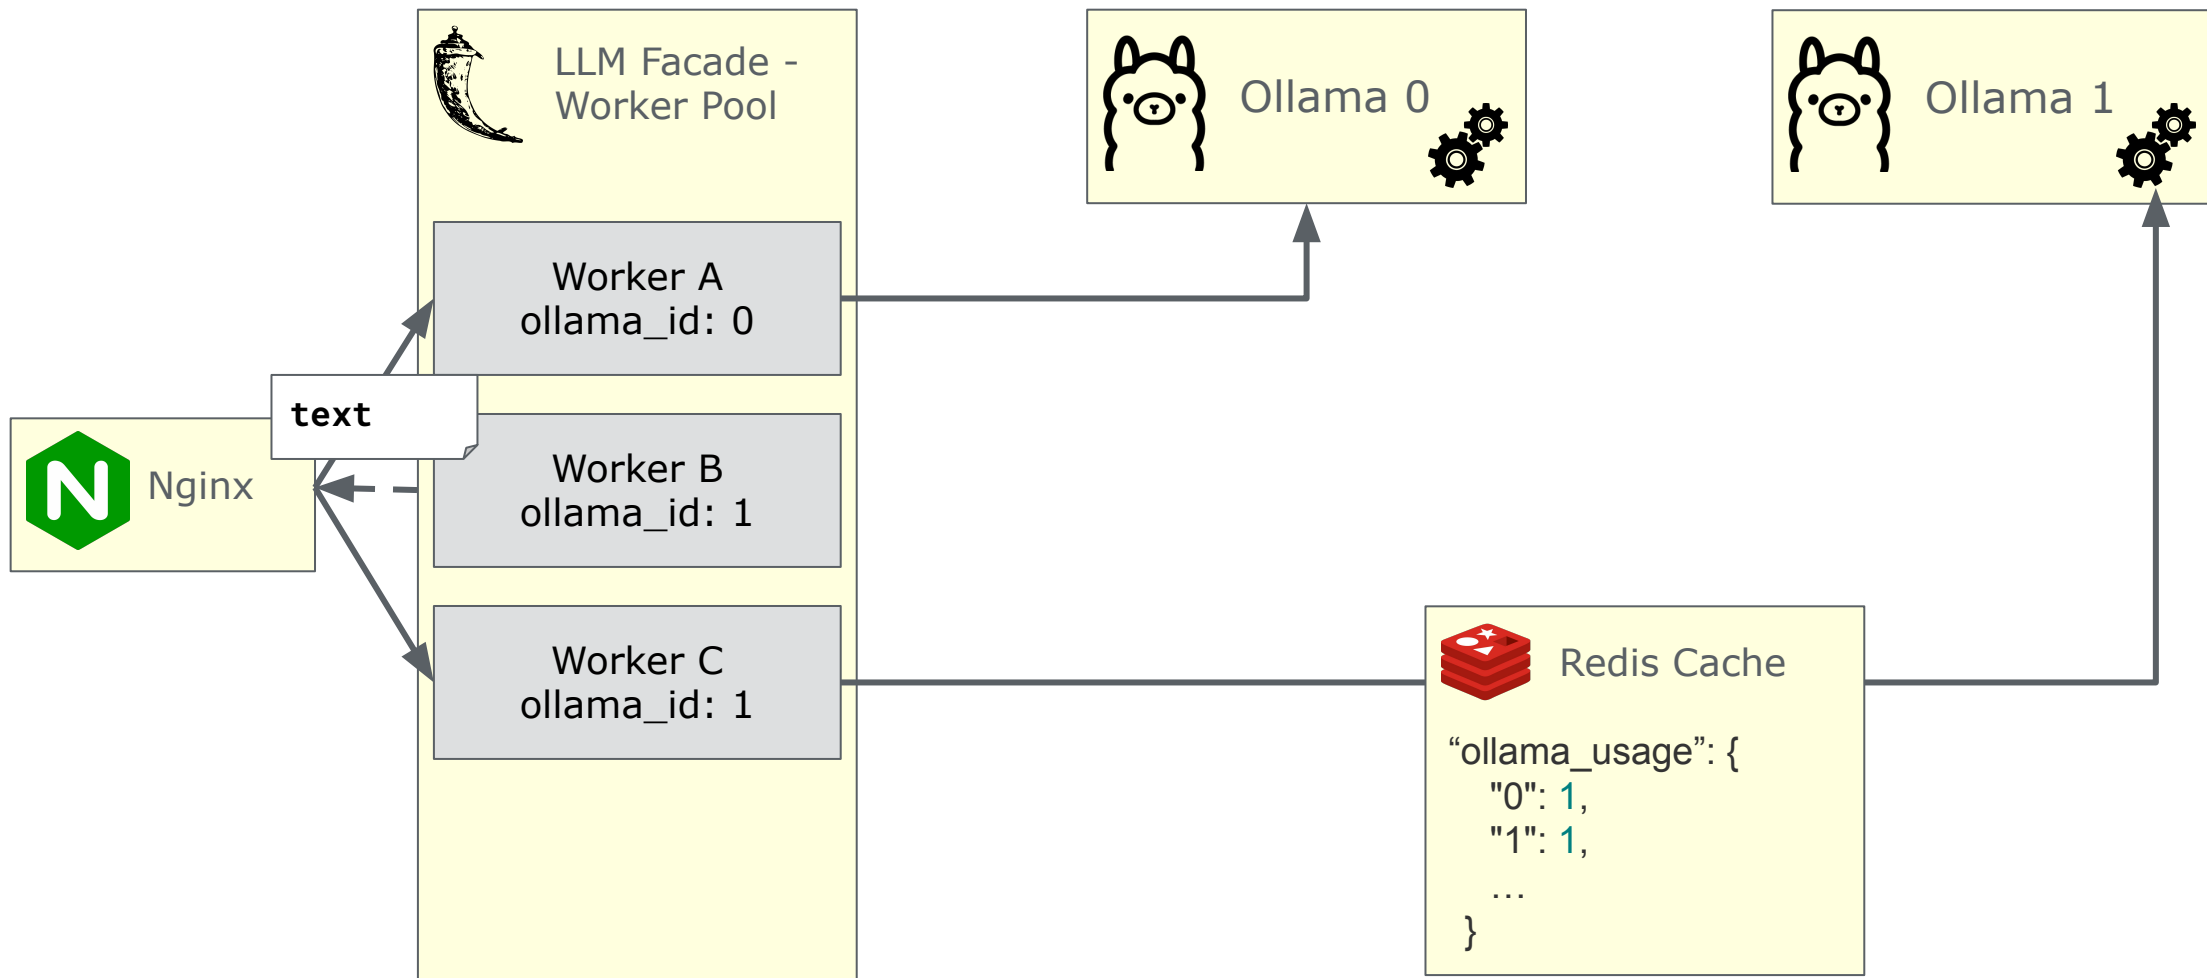 LLM Facade -
Worker Pool
Ollama 0
Ollama 1
Worker A
ollama_id: 0
text
Nginx
Worker B
ollama_id: 1
Worker C
ollama_id: 1
Redis Cache
“ollama_usage”: {
"0": 1,
"1": 1,
…
}